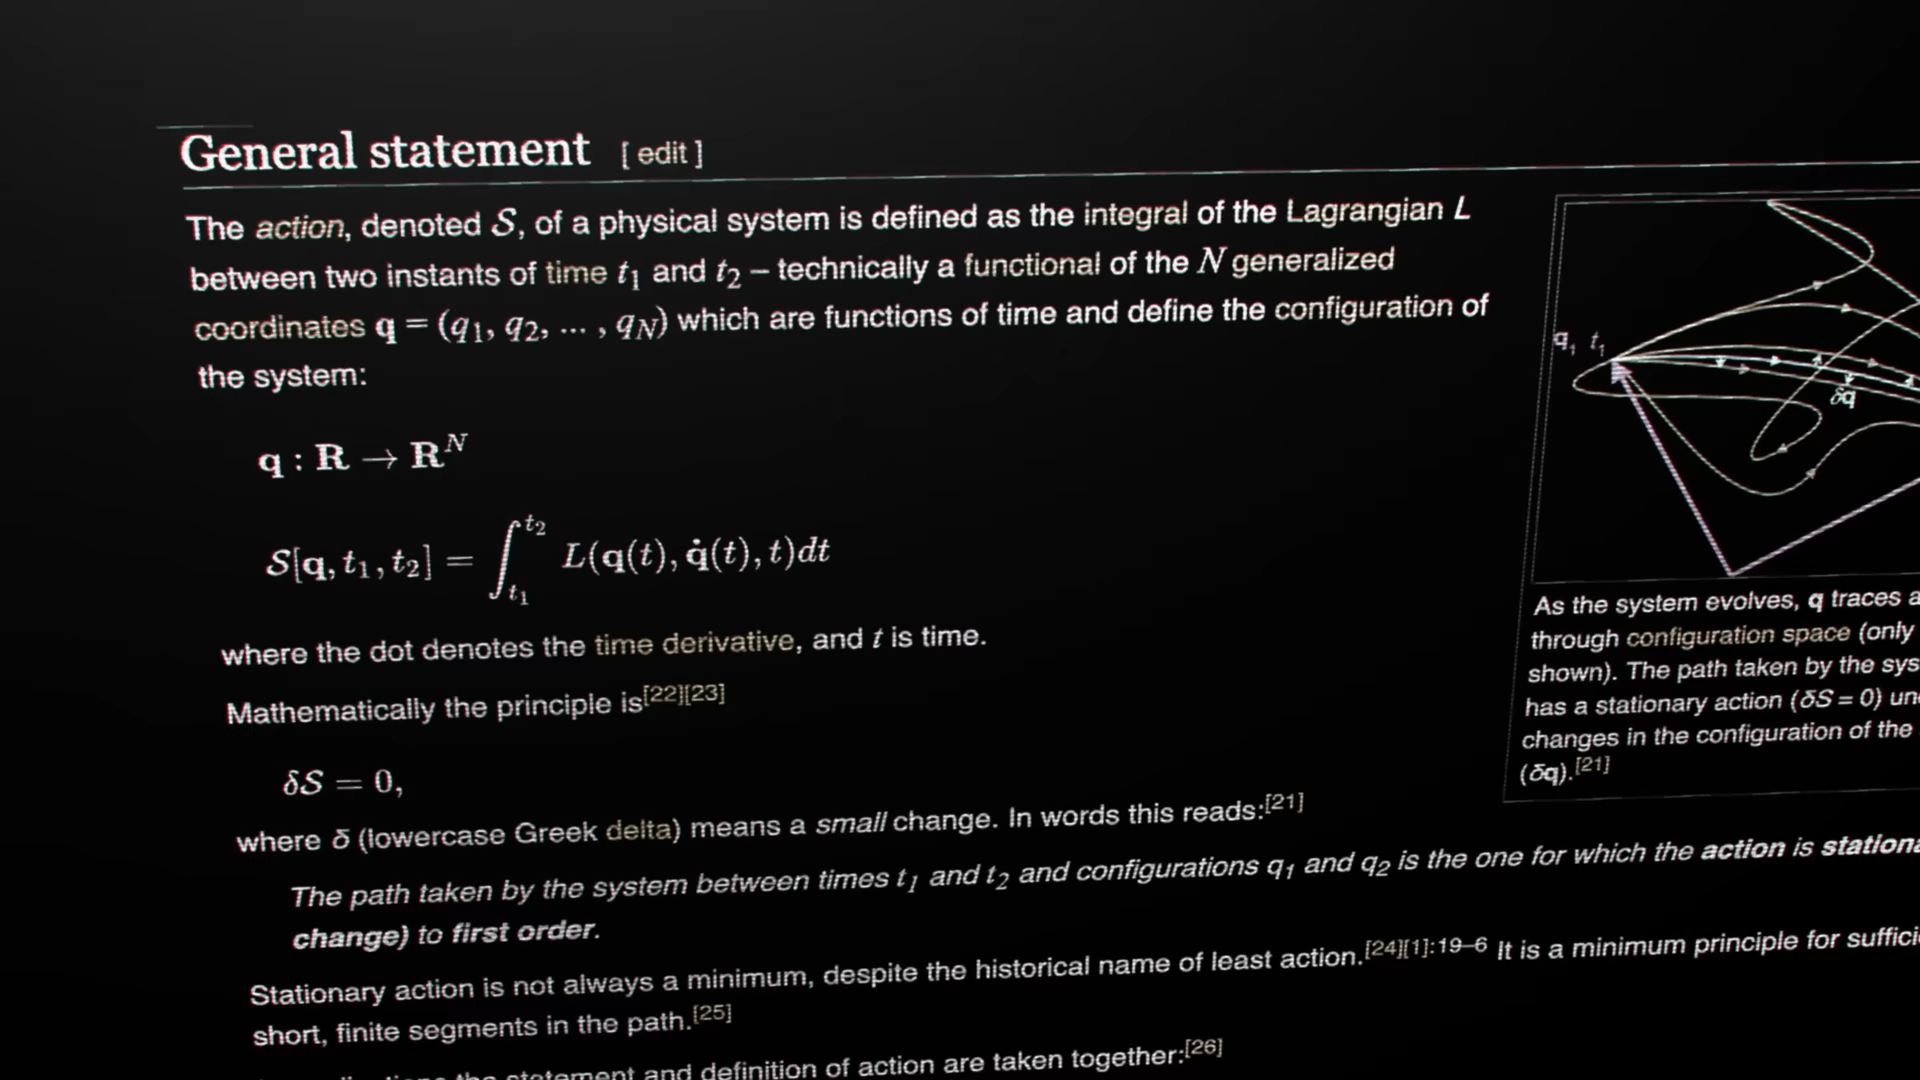 General statement [ edit ]
The action, denoted 𝒮, of a physical system is defined as the integral of the Lagrangian L
between two instants of time t₁ and t₂ – technically a functional of the N generalized
coordinates q = (q₁, q₂, ... , q_N) which are functions of time and define the configuration of
the system:
q : R → R^N
𝒮[q, t₁, t₂] = ∫_{t₁}^{t₂} L(q(t), q̇(t), t)dt
where the dot denotes the time derivative, and t is time.
Mathematically the principle is[22][23]
δ𝒮 = 0,
where δ (lowercase Greek delta) means a small change. In words this reads:[21]
The path taken by the system between times t₁ and t₂ and configurations q₁ and q₂ is the one for which the action is
change) to first order.
Stationary action is not always a minimum, despite the historical name of least action.[24][1]:19–6 It is a minimum principle for
short, finite segments in the path.[25]
statement and definition of action are taken together:[26]
q₁ t₁
δq
As the system evolves, q traces
through configuration space (only
shown). The path taken by the
has a stationary action (δS = 0)
changes in the configuration of the
(δq).[21]